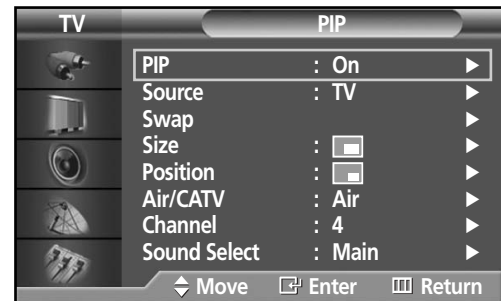 TV PIP
PIP : On
Source : TV
Swap
Size :
Position :
Air/CATV : Air
Channel : 4
Sound Select : Main
Move Enter Return